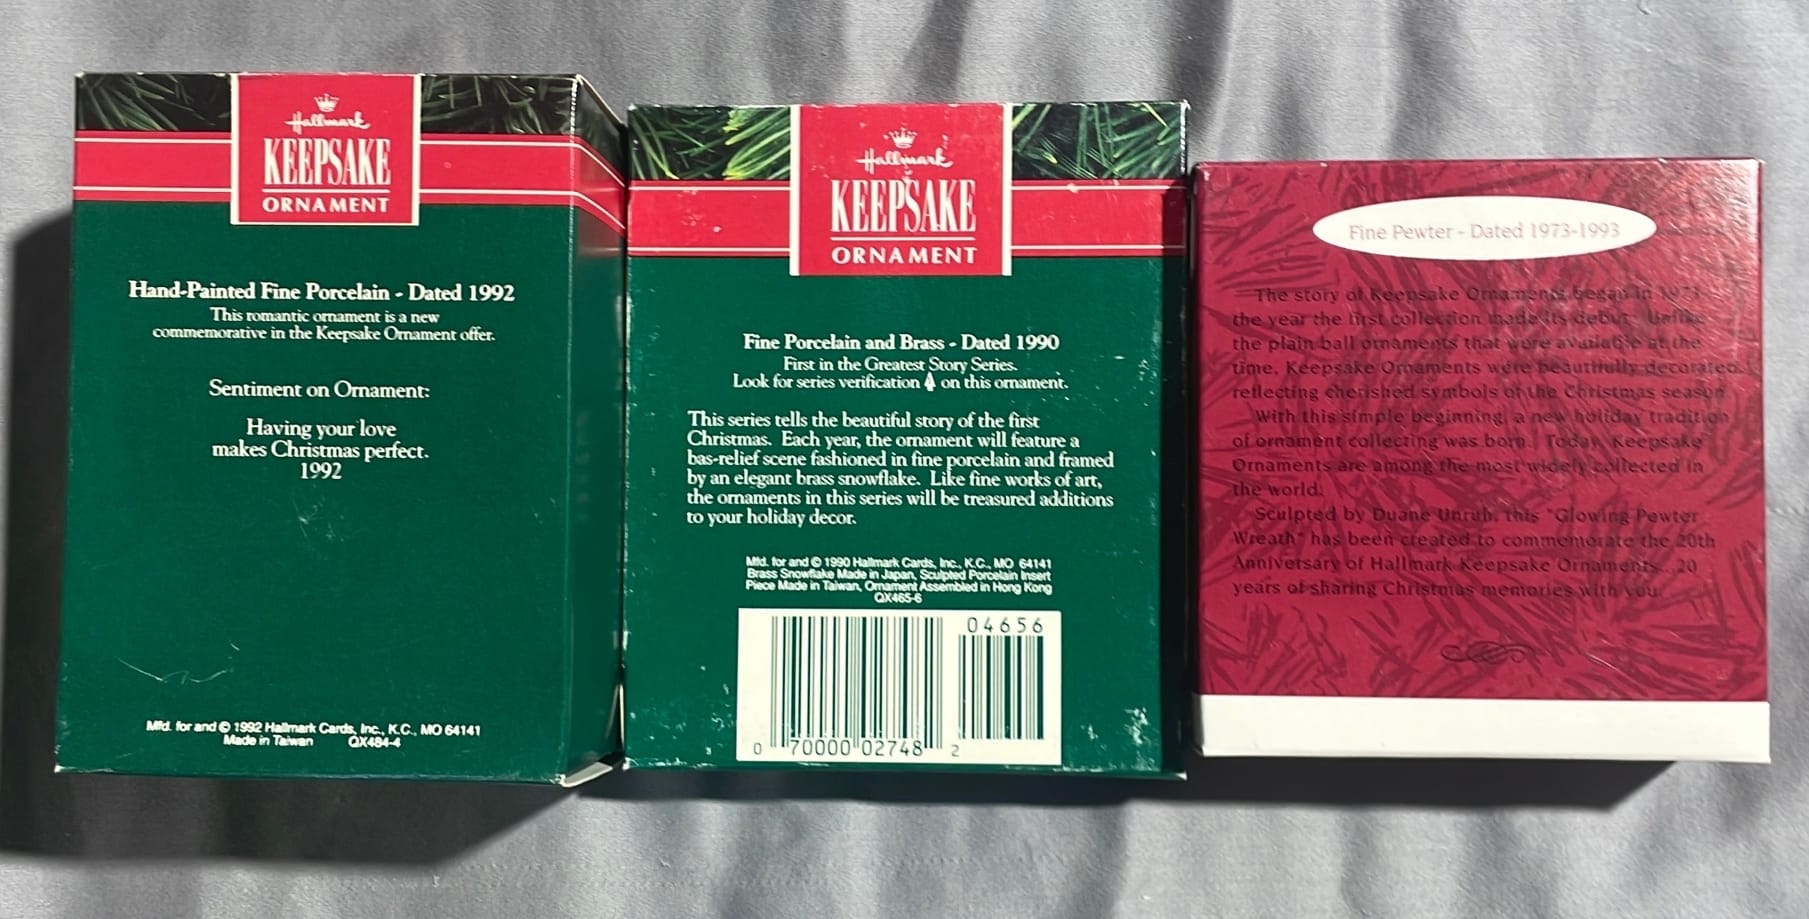 Hallmark
KEEPSAKE
ORNAMENT
Hand-Painted Fine Porcelain - Dated 1992
This romantic ornament is a new
commemorative in the Keepsake Ornament offer.
Sentiment on Ornament:
Having your love
makes Christmas perfect.
1992
Mfd. for and © 1992 Hallmark Cards, Inc., K.C., MO 64141
Made in Taiwan QX484-4
Hallmark
KEEPSAKE
ORNAMENT
Fine Porcelain and Brass - Dated 1990
First in the Greatest Story Series.
Look for series verification on this ornament.
This series tells the beautiful story of the first
Christmas. Each year, the ornament will feature a
bas-relief scene fashioned in fine porcelain and framed
by an elegant brass snowflake. Like fine works of art,
the ornaments in this series will be treasured additions
to your holiday decor.
Mfd. for and © 1990 Hallmark Cards, Inc., K.C., MO 64141
Brass Snowflake Made in Japan, Sculpted Porcelain Insert
Piece Made in Taiwan, Ornament Assembled in Hong Kong
QX465-6
04656
0 70000 02748 2
Fine Pewter - Dated 1973-1993
The story of Keepsake Ornaments began in 1973—
the year the first collection made its debut. Unlike
the plain ball ornaments that were available at the
time, Keepsake Ornaments were beautifully decorated,
reflecting cherished symbols of the Christmas season.
With this simple beginning, a new holiday tradition
of ornament collecting was born. Today, Keepsake
Ornaments are among the most widely collected in
the world.
Sculpted by Duane Unruh, this "Glowing Pewter
Wreath" has been created to commemorate the 20th
Anniversary of Hallmark Keepsake Ornaments...20
years of sharing Christmas memories with you.